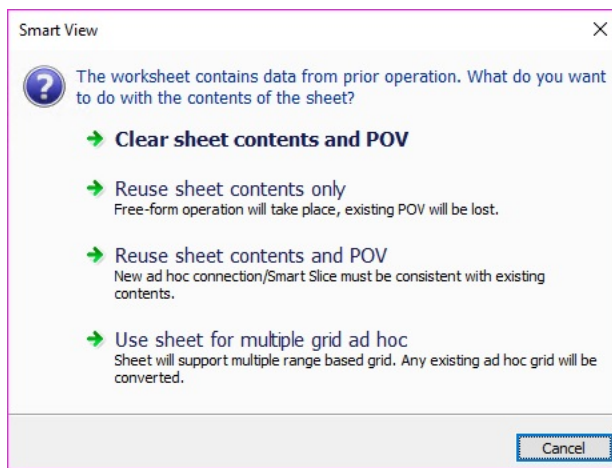 Smart View
The worksheet contains data from prior operation. What do you want
to do with the contents of the sheet?
Clear sheet contents and POV
Reuse sheet contents only
Free-form operation will take place, existing POV will be lost.
Reuse sheet contents and POV
New ad hoc connection/Smart Slice must be consistent with existing
contents.
Use sheet for multiple grid ad hoc
Sheet will support multiple range based grid. Any existing ad hoc grid will be
converted.
Cancel